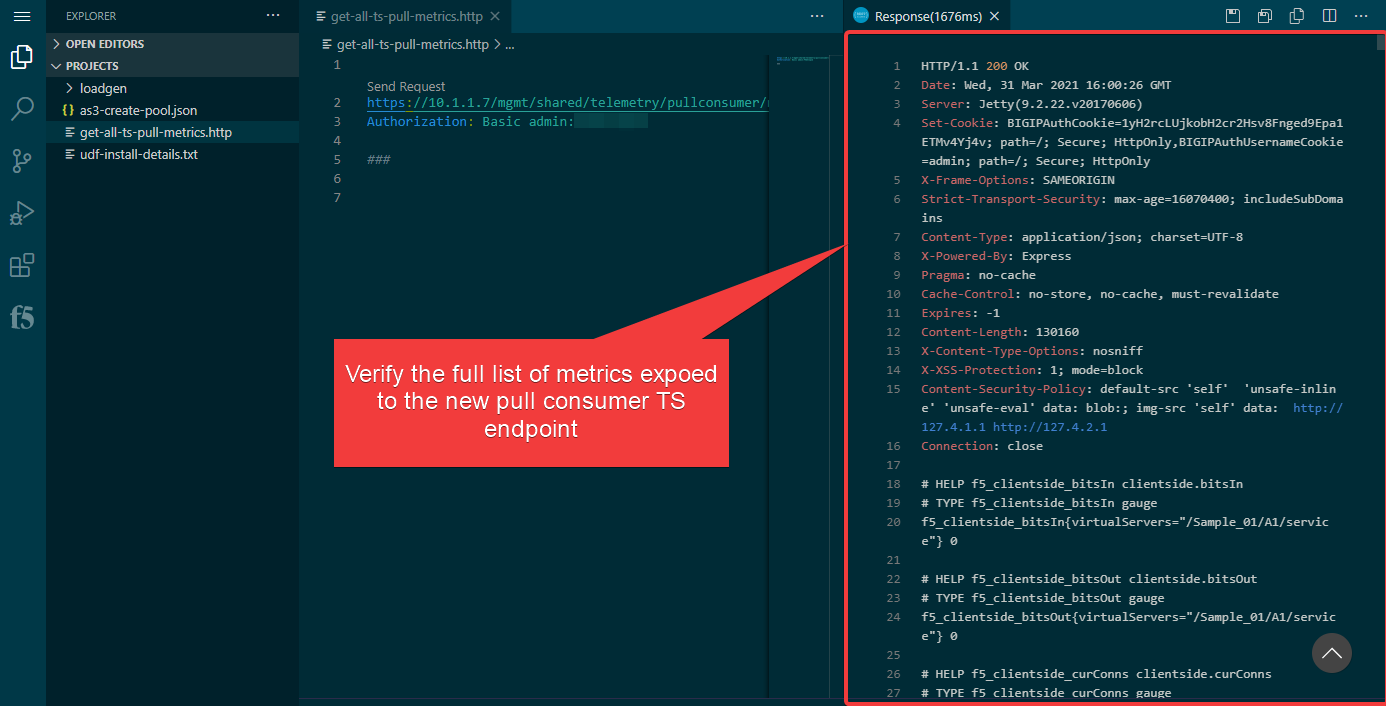 EXPLORER
OPEN EDITORS
PROJECTS
loadgen
{} as3-create-pool.json
get-all-ts-pull-metrics.http
udf-install-details.txt
f5
get-all-ts-pull-metrics.http
get-all-ts-pull-metrics.http > ...
1
Send Request
2 https://10.1.1.7/mgmt/shared/telemetry/pullconsumer/
3 Authorization: Basic admin:
4
5 ###
6
7
Verify the full list of metrics expoed
to the new pull consumer TS
endpoint
Response(1676ms)
1 HTTP/1.1 200 OK
2 Date: Wed, 31 Mar 2021 16:00:26 GMT
3 Server: Jetty(9.2.22.v20170606)
4 Set-Cookie: BIGIPAuthCookie=1yH2rcLUjkobH2cr2Hsv8Fnged9Epa1
ETMv4Yj4v; path=/; Secure; HttpOnly,BIGIPAuthUsernameCookie
=admin; path=/; Secure; HttpOnly
5 X-Frame-Options: SAMEORIGIN
6 Strict-Transport-Security: max-age=16070400; includeSubDoma
ins
7 Content-Type: application/json; charset=UTF-8
8 X-Powered-By: Express
9 Pragma: no-cache
10 Cache-Control: no-store, no-cache, must-revalidate
11 Expires: -1
12 Content-Length: 130160
13 X-Content-Type-Options: nosniff
14 X-XSS-Protection: 1; mode=block
15 Content-Security-Policy: default-src 'self'  'unsafe-inlin
e' 'unsafe-eval' data: blob:; img-src 'self' data:  http://
127.4.1.1 http://127.4.2.1
16 Connection: close
17
18 # HELP f5_clientside_bitsIn clientside.bitsIn
19 # TYPE f5_clientside_bitsIn gauge
20 f5_clientside_bitsIn{virtualServers="/Sample_01/A1/servic
e"} 0
21
22 # HELP f5_clientside_bitsOut clientside.bitsOut
23 # TYPE f5_clientside_bitsOut gauge
24 f5_clientside_bitsOut{virtualServers="/Sample_01/A1/servic
e"} 0
25
26 # HELP f5_clientside_curConns clientside.curConns
27 # TYPE f5_clientside_curConns gauge